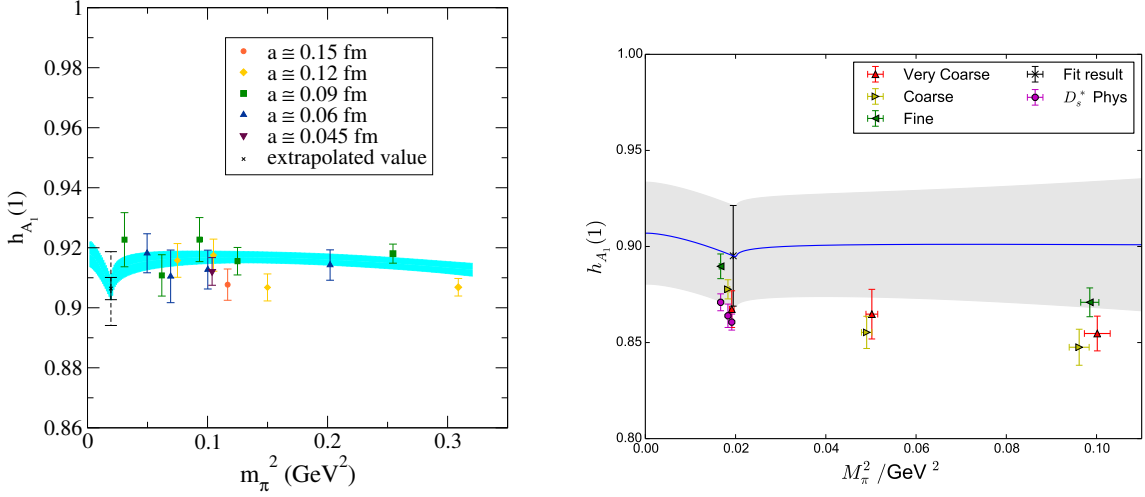 1
0.98
0.96
0.94
0.92
0.9
0.88
0.86
h_{A_1}(1)
a ≅ 0.15 fm
a ≅ 0.12 fm
a ≅ 0.09 fm
a ≅ 0.06 fm
a ≅ 0.045 fm
extrapolated value
0 0.1 0.2 0.3
m_π^2 (GeV^2)
1.00
0.95
0.90
0.85
0.80
h_{A_1}(1)
Very Coarse
Coarse
Fine
Fit result
D_s^* Phys
0.00 0.02 0.04 0.06 0.08 0.10
M_π^2 /GeV ^2